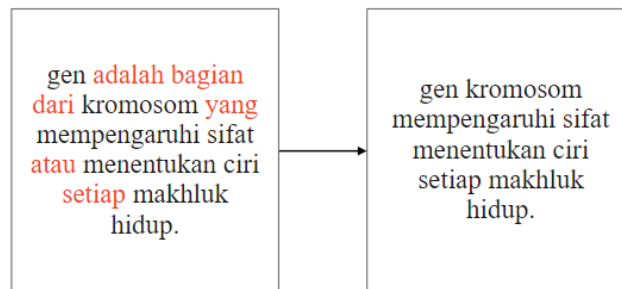 gen adalah bagian
dari kromosom yang
mempengaruhi sifat
atau menentukan ciri
setiap makhluk
hidup.
gen kromosom
mempengaruhi sifat
menentukan ciri
setiap makhluk
hidup.